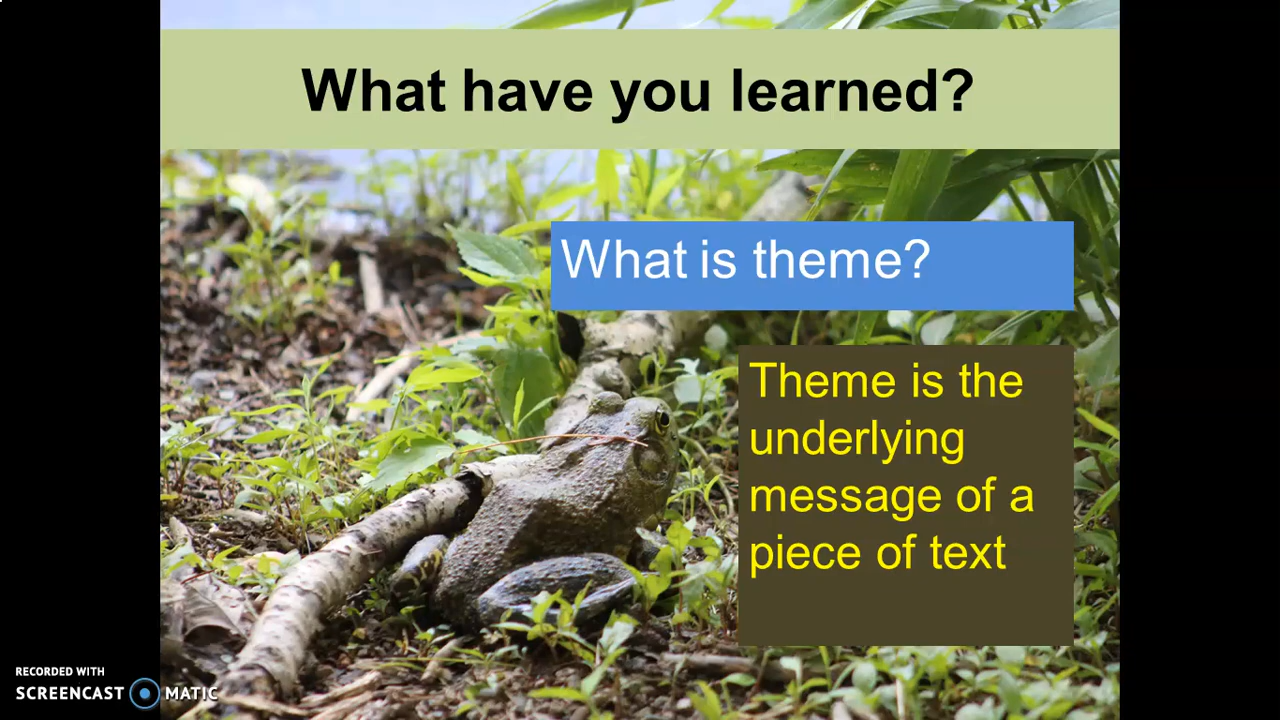 What have you learned?
What is theme?
Theme is the
underlying
message of a
piece of text
RECORDED WITH
SCREENCAST MATIC